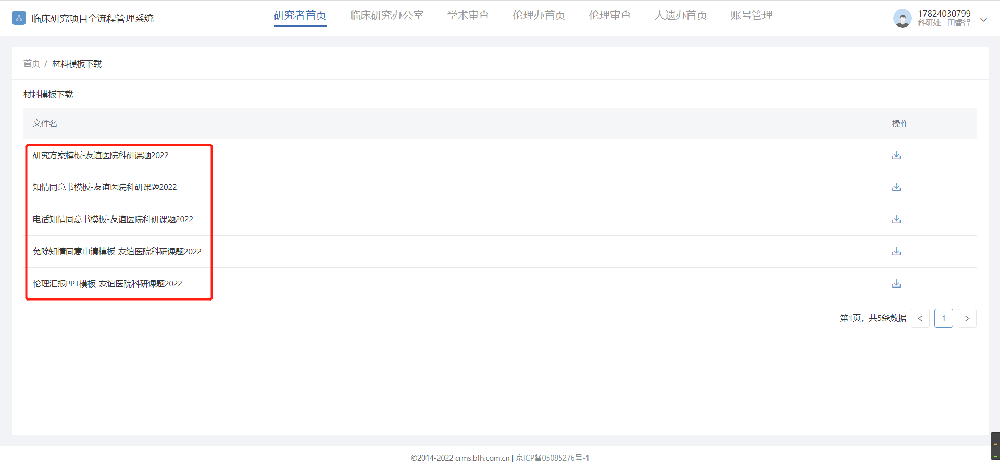 临床研究项目全流程管理系统
研究者首页 临床研究办公室 学术审查 伦理办首页 伦理审查 人遗办首页 账号管理
17824030799
科研处--田睿智
首页 / 材料模板下载
材料模板下载
文件名 操作
研究方案模板-友谊医院科研课题2022
知情同意书模板-友谊医院科研课题2022
电话知情同意书模板-友谊医院科研课题2022
免除知情同意申请模板-友谊医院科研课题2022
伦理汇报PPT模板-友谊医院科研课题2022
第1页，共5条数据 < 1 >
©2014-2022 crms.bfh.com.cn | 京ICP备05085276号-1